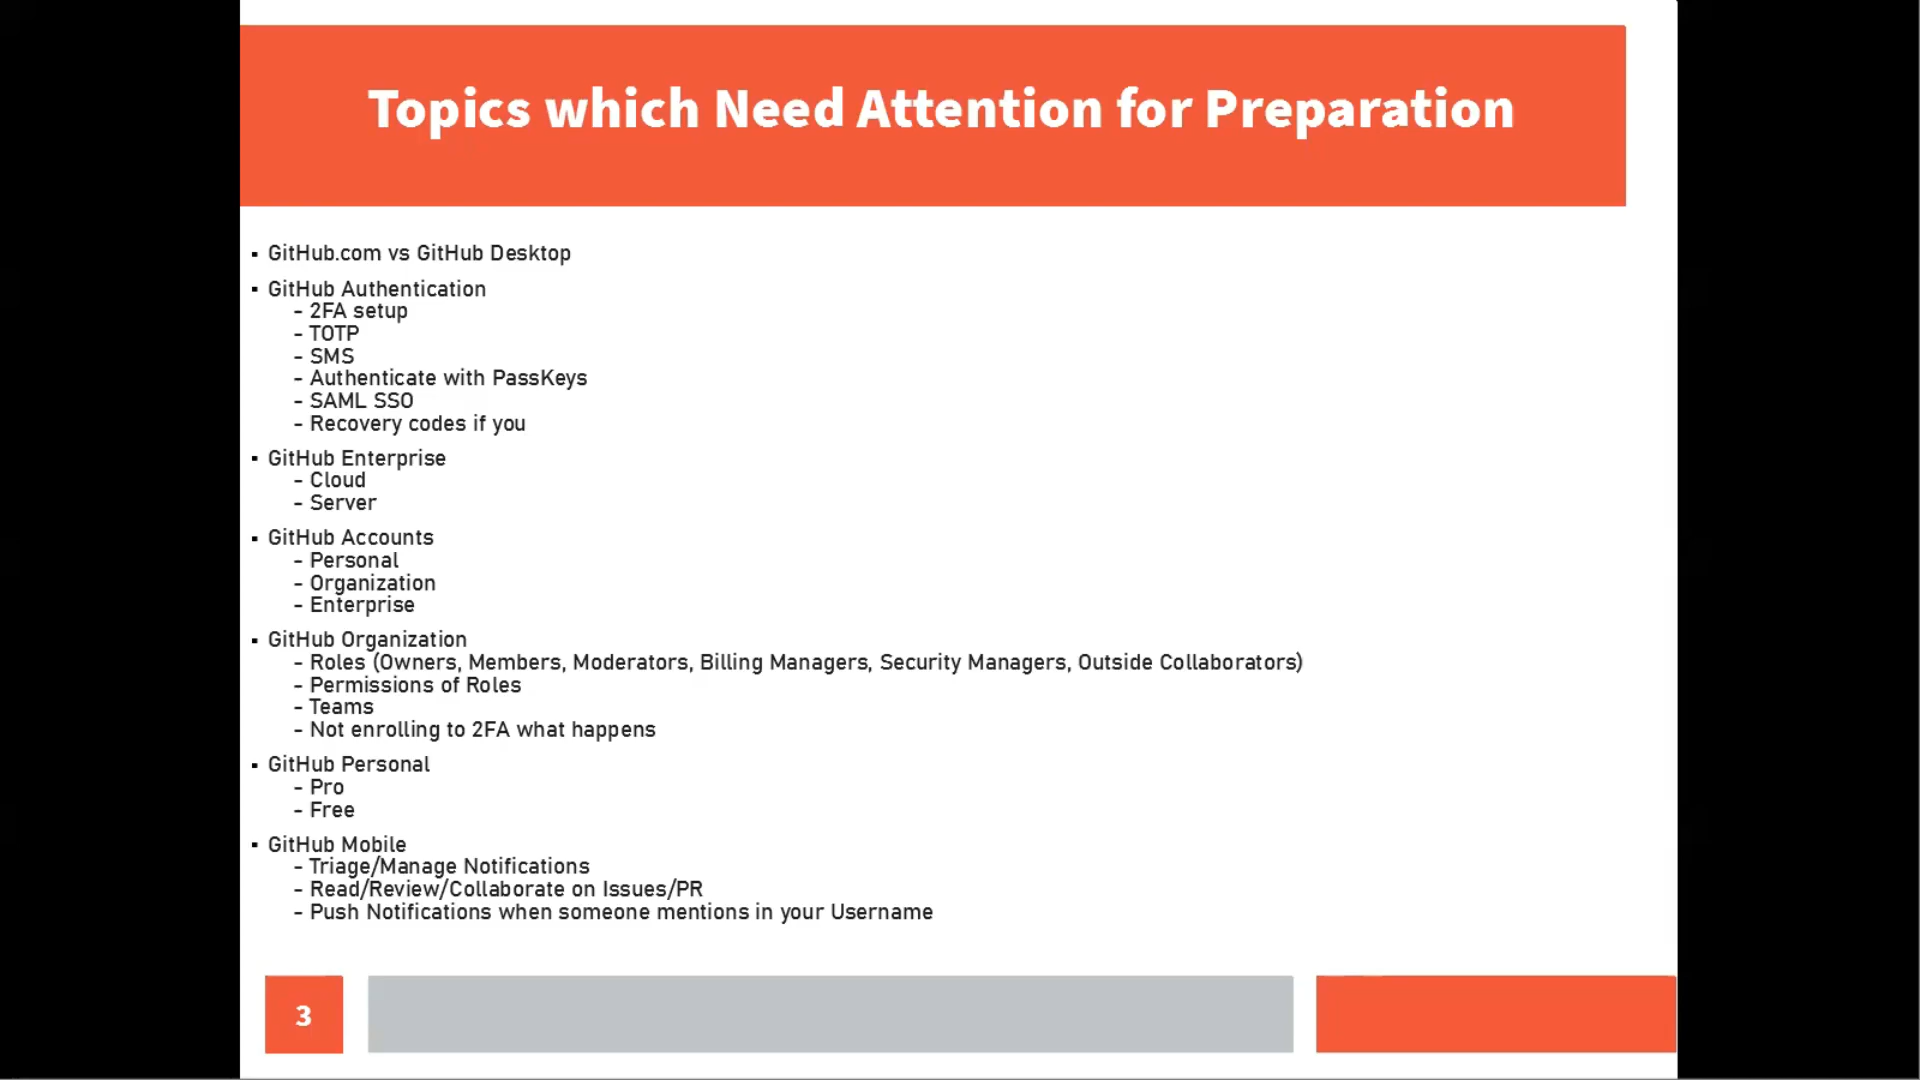 Topics which Need Attention for Preparation
▪ GitHub.com vs GitHub Desktop
▪ GitHub Authentication
- 2FA setup
- TOTP
- SMS
- Authenticate with PassKeys
- SAML SSO
- Recovery codes if you
▪ GitHub Enterprise
- Cloud
- Server
▪ GitHub Accounts
- Personal
- Organization
- Enterprise
▪ GitHub Organization
- Roles (Owners, Members, Moderators, Billing Managers, Security Managers, Outside Collaborators)
- Permissions of Roles
- Teams
- Not enrolling to 2FA what happens
▪ GitHub Personal
- Pro
- Free
▪ GitHub Mobile
- Triage/Manage Notifications
- Read/Review/Collaborate on Issues/PR
- Push Notifications when someone mentions in your Username
3